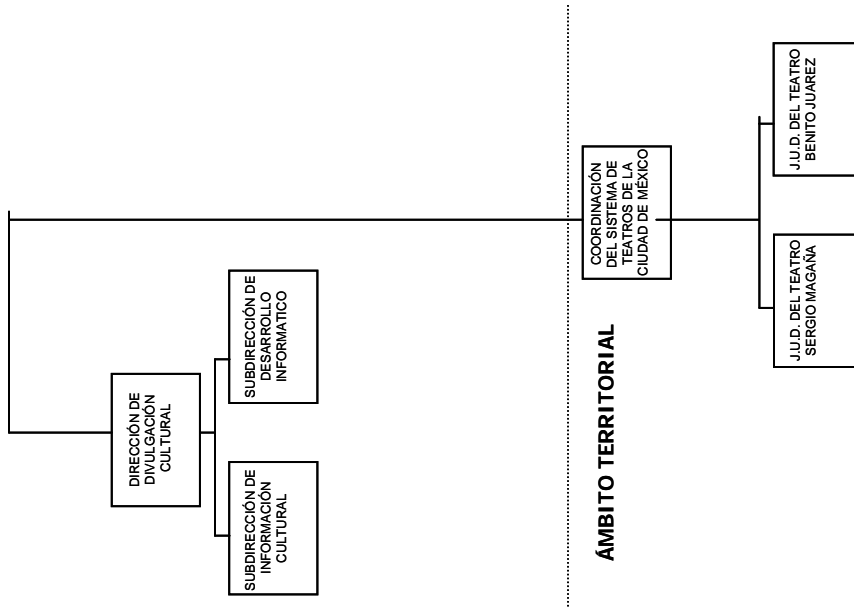 DIRECCIÓN DE
DIVULGACIÓN
CULTURAL
SUBDIRECCIÓN DE
INFORMACIÓN
CULTURAL
SUBDIRECCIÓN DE
DESARROLLO
INFORMATICO
ÁMBITO TERRITORIAL
COORDINACIÓN
DEL SISTEMA DE
TEATROS DE LA
CIUDAD DE MÉXICO
J.U.D. DEL TEATRO
SERGIO MAGAÑA
J.U.D. DEL TEATRO
BENITO JUAREZ